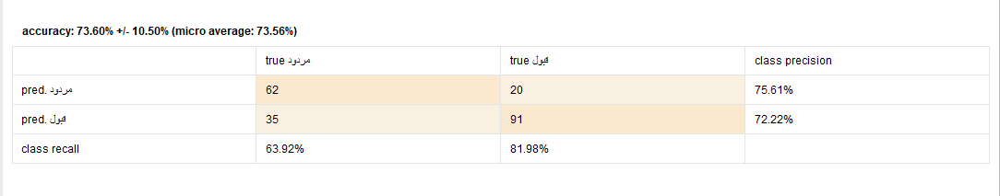 accuracy: 73.60% +/- 10.50% (micro average: 73.56%)
true مردود true قبول class precision
pred. مردود 62 20 75.61%
pred. قبول 35 91 72.22%
class recall 63.92% 81.98%